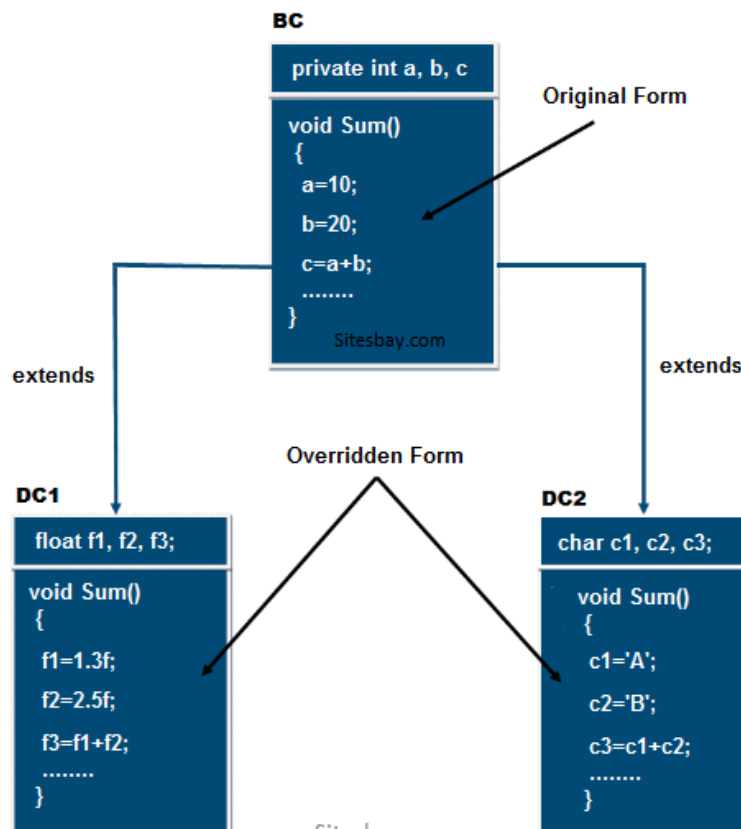 BC
private int a, b, c
Original Form
void Sum()
{
a=10;
b=20;
c=a+b;
........
}
Sitesbay.com
extends
extends
Overridden Form
DC1
float f1, f2, f3;
void Sum()
{
f1=1.3f;
f2=2.5f;
f3=f1+f2;
........
}
DC2
char c1, c2, c3;
void Sum()
{
c1='A';
c2='B';
c3=c1+c2;
........
}